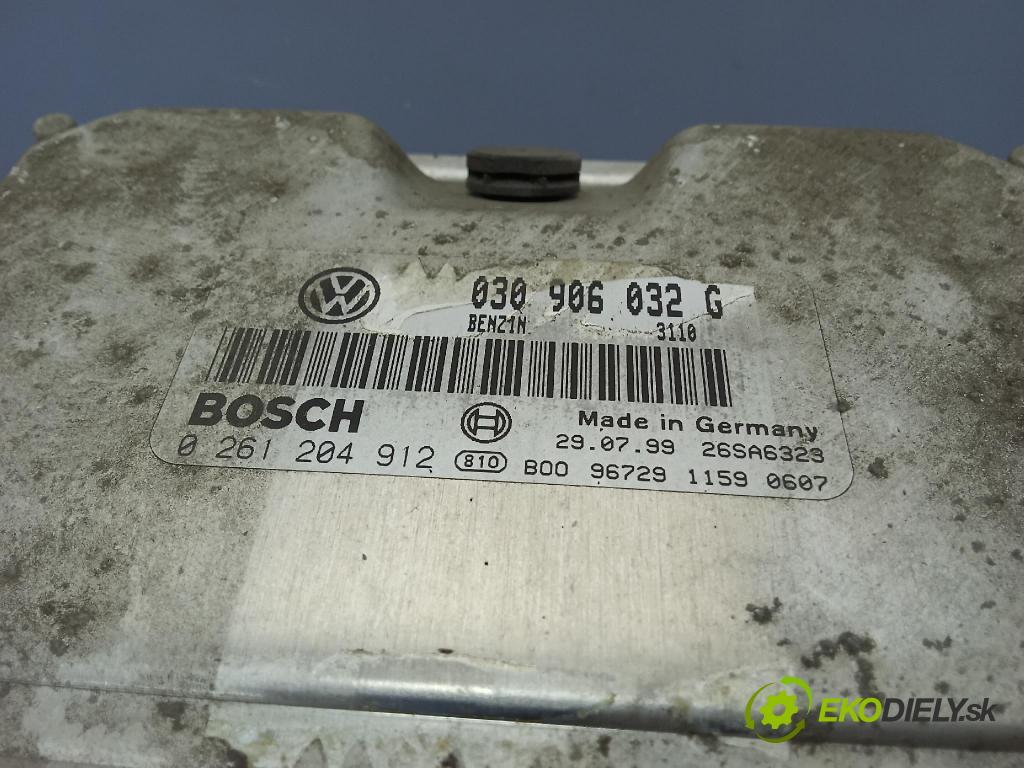 030 906 032 G
BENZIN 3110
BOSCH Made in Germany
29.07.99 26SA6323
0 261 204 912 810 B00 96729 1159 0607
EKODIELY.sk